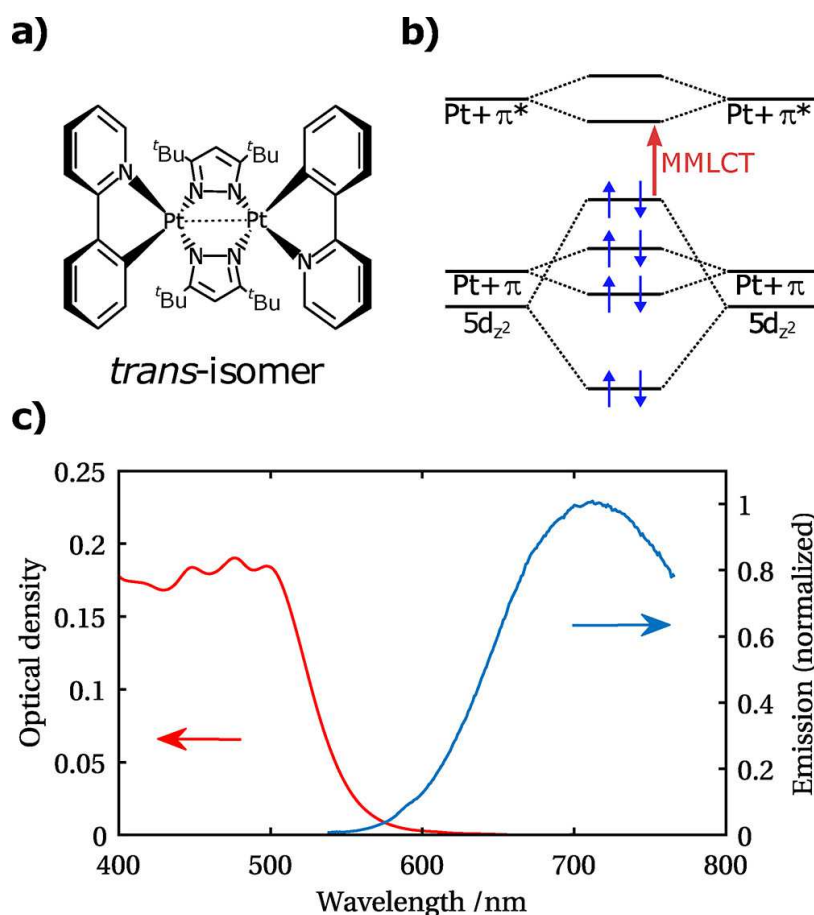 a)
N
Pt
N
N
N
N
Pt
N
tBu
tBu
tBu
tBu
trans-isomer
b)
Pt+π*
Pt+π*
MMLCT
Pt+π
Pt+π
5dz²
5dz²
c)
0.25
0.2
0.15
0.1
0.05
0
Optical density
400
500
600
700
800
Wavelength /nm
1
0.8
0.6
0.4
0.2
0
Emission (normalized)